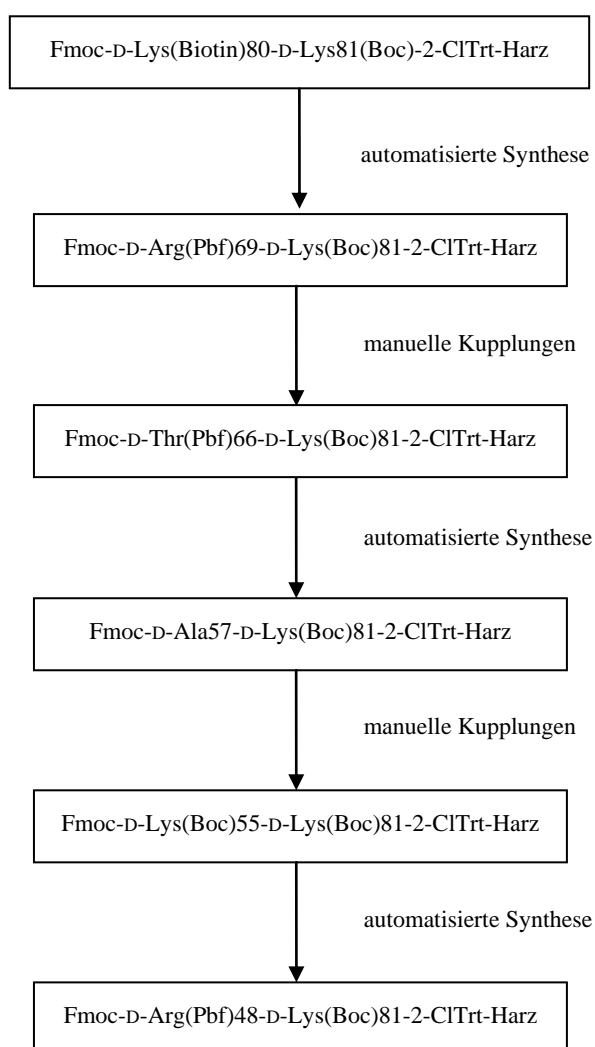 Fmoc-D-Lys(Biotin)80-D-Lys81(Boc)-2-ClTrt-Harz
automatisierte Synthese
Fmoc-D-Arg(Pbf)69-D-Lys(Boc)81-2-ClTrt-Harz
manuelle Kupplungen
Fmoc-D-Thr(Pbf)66-D-Lys(Boc)81-2-ClTrt-Harz
automatisierte Synthese
Fmoc-D-Ala57-D-Lys(Boc)81-2-ClTrt-Harz
manuelle Kupplungen
Fmoc-D-Lys(Boc)55-D-Lys(Boc)81-2-ClTrt-Harz
automatisierte Synthese
Fmoc-D-Arg(Pbf)48-D-Lys(Boc)81-2-ClTrt-Harz